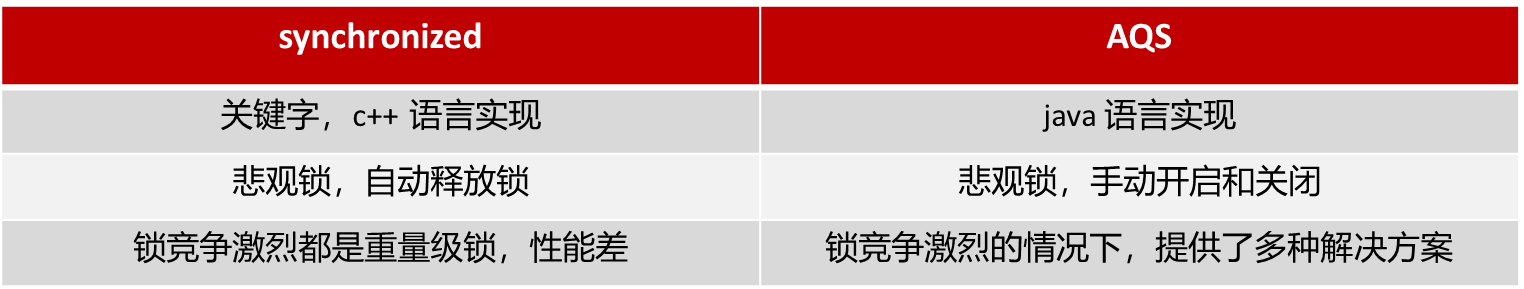 synchronized AQS
关键字，c++ 语言实现 java 语言实现
悲观锁，自动释放锁 悲观锁，手动开启和关闭
锁竞争激烈都是重量级锁，性能差 锁竞争激烈的情况下，提供了多种解决方案